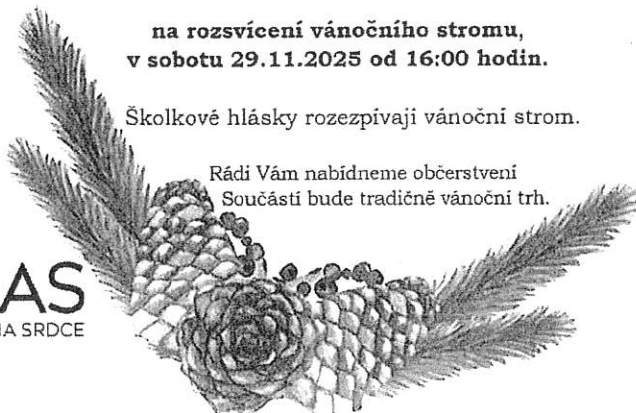 na rozsvícení vánočního stromu,
v sobotu 29.11.2025 od 16:00 hodin.
Školkové hlásky rozezpívají vánoční strom.
Rádi Vám nabídneme občerstvení
Součástí bude tradičně vánoční trh.
AS
NA SRDCE